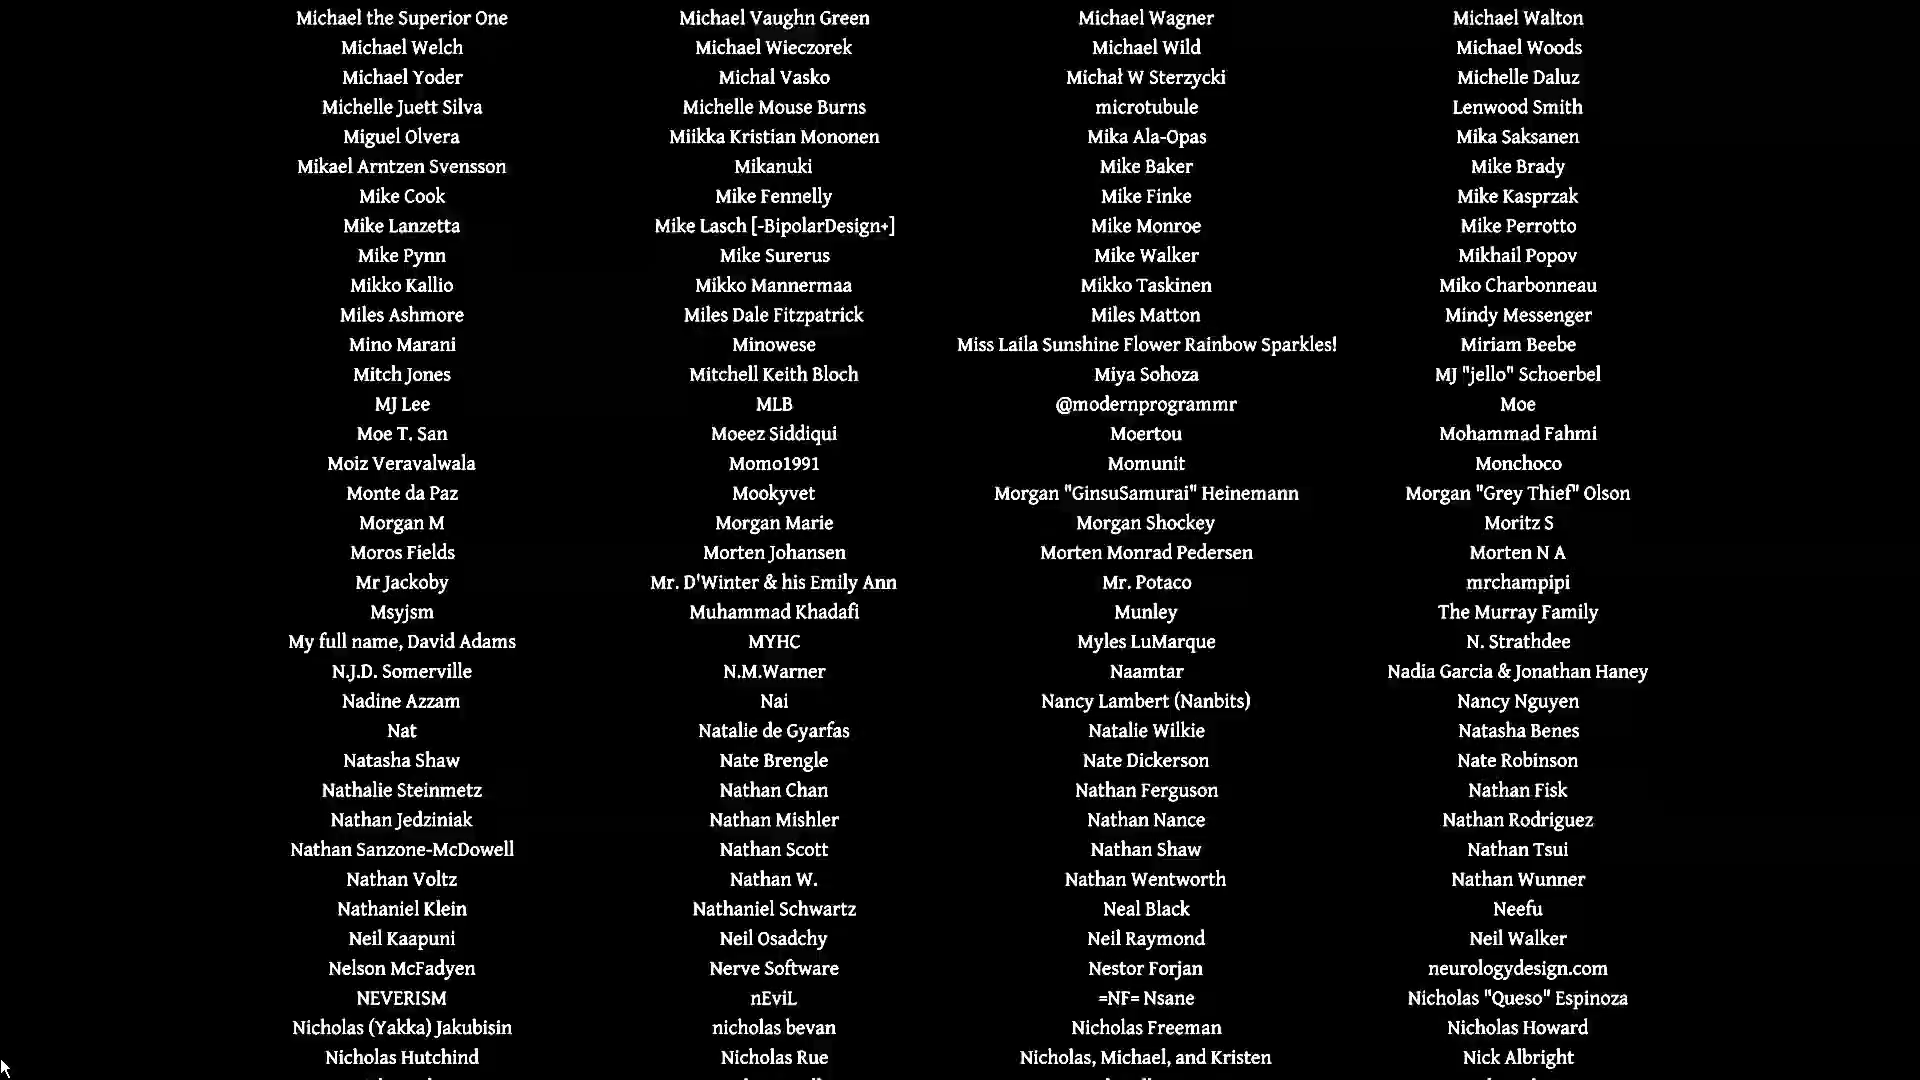 Michael the Superior One Michael Vaughn Green Michael Wagner Michael Walton
Michael Welch Michael Wieczorek Michael Wild Michael Woods
Michael Yoder Michal Vasko Michał W Sterzycki Michelle Daluz
Michelle Juett Silva Michelle Mouse Burns microtubule Lenwood Smith
Miguel Olvera Miikka Kristian Mononen Mika Ala-Opas Mika Saksanen
Mikael Arntzen Svensson Mikanuki Mike Baker Mike Brady
Mike Cook Mike Fennelly Mike Finke Mike Kasprzak
Mike Lanzetta Mike Lasch [-BipolarDesign+] Mike Monroe Mike Perrotto
Mike Pynn Mike Surerus Mike Walker Mikhail Popov
Mikko Kallio Mikko Mannermaa Mikko Taskinen Miko Charbonneau
Miles Ashmore Miles Dale Fitzpatrick Miles Matton Mindy Messenger
Mino Marani Minowese Miss Laila Sunshine Flower Rainbow Sparkles! Miriam Beebe
Mitch Jones Mitchell Keith Bloch Miya Sohoza MJ "jello" Schoerbel
MJ Lee MLB @modernprogrammr Moe
Moe T. San Moeez Siddiqui Moertou Mohammad Fahmi
Moiz Veravalwala Momo1991 Momunit Monchoco
Monte da Paz Mookyvet Morgan "GinsuSamurai" Heinemann Morgan "Grey Thief" Olson
Morgan M Morgan Marie Morgan Shockey Moritz S
Moros Fields Morten Johansen Morten Monrad Pedersen Morten N A
Mr Jackoby Mr. D'Winter & his Emily Ann Mr. Potaco mrchampipi
Msyjsm Muhammad Khadafi Munley The Murray Family
My full name, David Adams MYHC Myles LuMarque N. Strathdee
N.J.D. Somerville N.M.Warner Naamtar Nadia Garcia & Jonathan Haney
Nadine Azzam Nai Nancy Lambert (Nanbits) Nancy Nguyen
Nat Natalie de Gyarfas Natalie Wilkie Natasha Benes
Natasha Shaw Nate Brengle Nate Dickerson Nate Robinson
Nathalie Steinmetz Nathan Chan Nathan Ferguson Nathan Fisk
Nathan Jedziniak Nathan Mishler Nathan Nance Nathan Rodriguez
Nathan Sanzone-McDowell Nathan Scott Nathan Shaw Nathan Tsui
Nathan Voltz Nathan W. Nathan Wentworth Nathan Wunner
Nathaniel Klein Nathaniel Schwartz Neal Black Neefu
Neil Kaapuni Neil Osadchy Neil Raymond Neil Walker
Nelson McFadyen Nerve Software Nestor Forjan neurologydesign.com
NEVERISM nEviL =NF= Nsane Nicholas "Queso" Espinoza
Nicholas (Yakka) Jakubisin nicholas bevan Nicholas Freeman Nicholas Howard
Nicholas Hutchind Nicholas Rue Nicholas, Michael, and Kristen Nick Albright